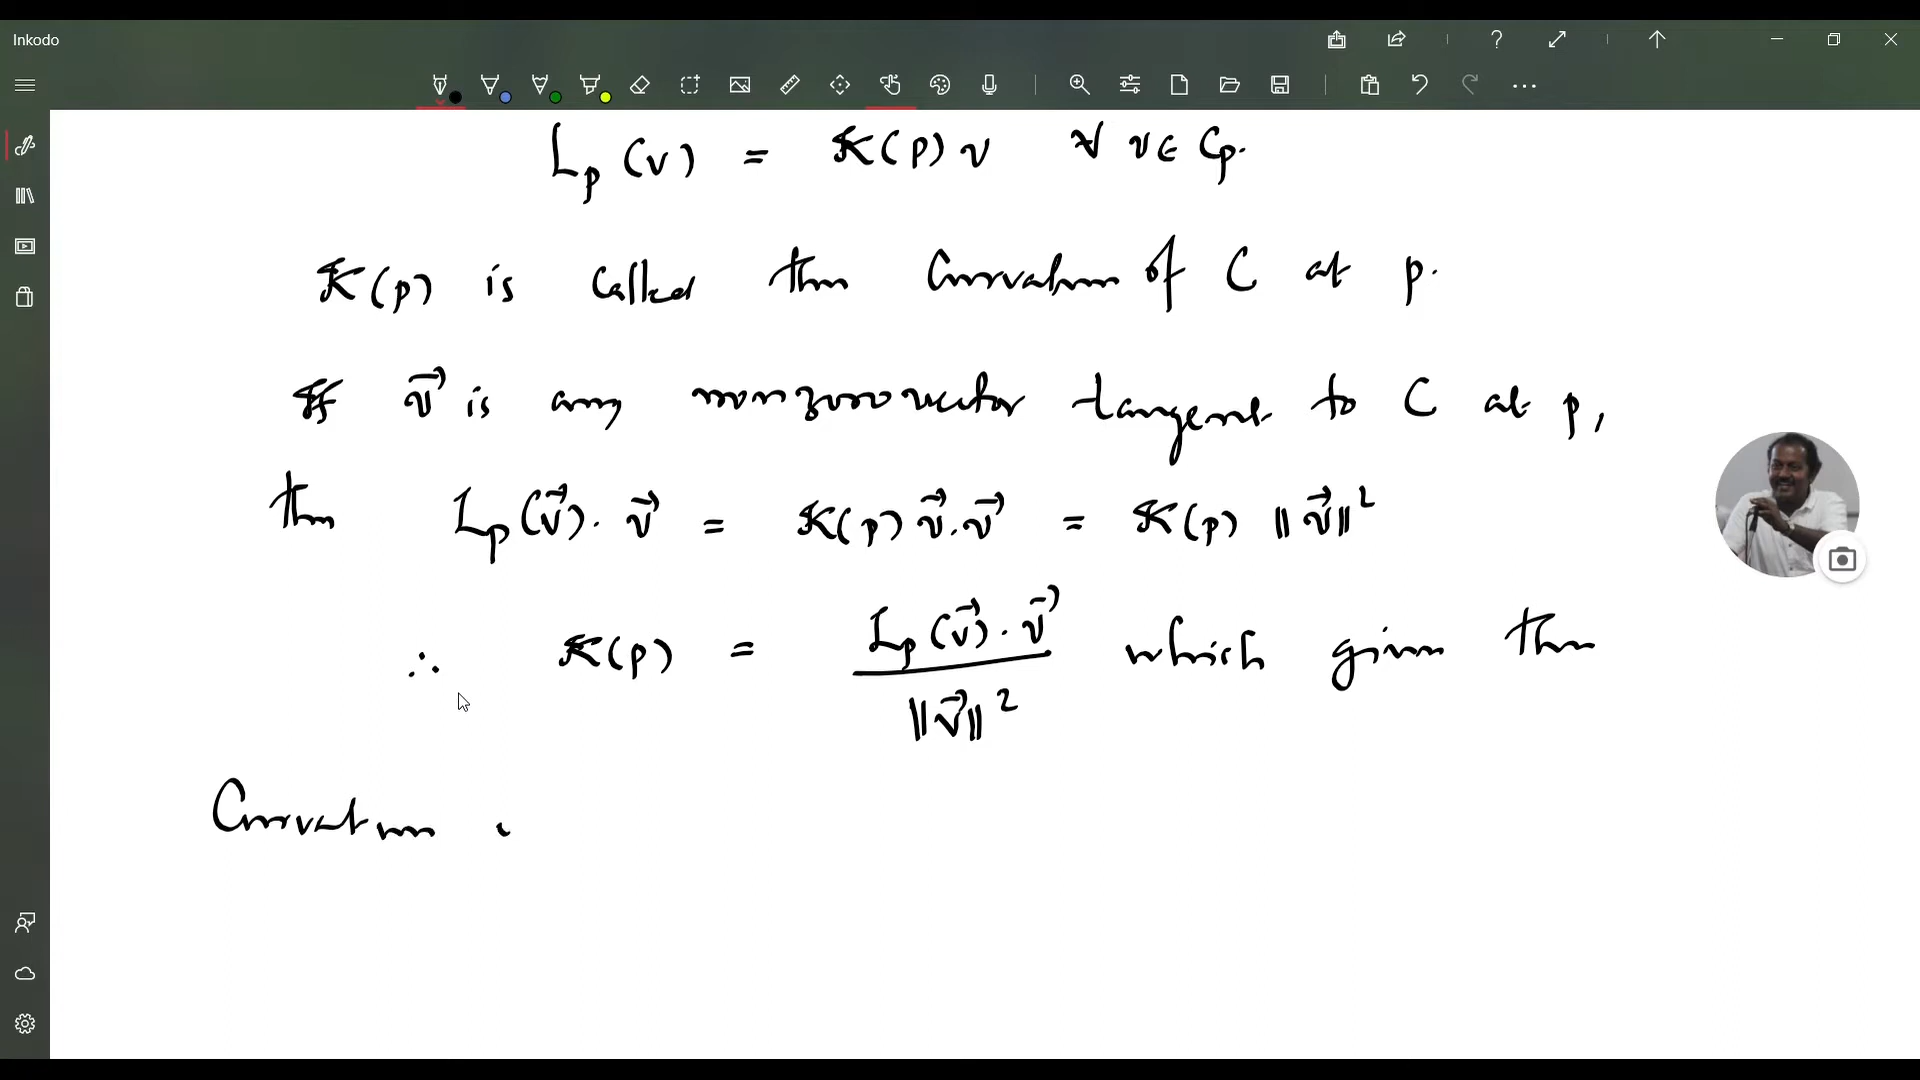 Inkodo
L_p (v) = K(p) v ∀ v ∈ C_p.
K(p) is called the curvature of C at p.
If v⃗ is any nonzero vector tangent to C at p,
then L_p(v⃗) · v⃗ = K(p) v⃗ · v⃗ = K(p) ‖v⃗‖²
∴ K(p) = L_p(v⃗) · v⃗ / ‖v⃗‖² which gives the
Curvature